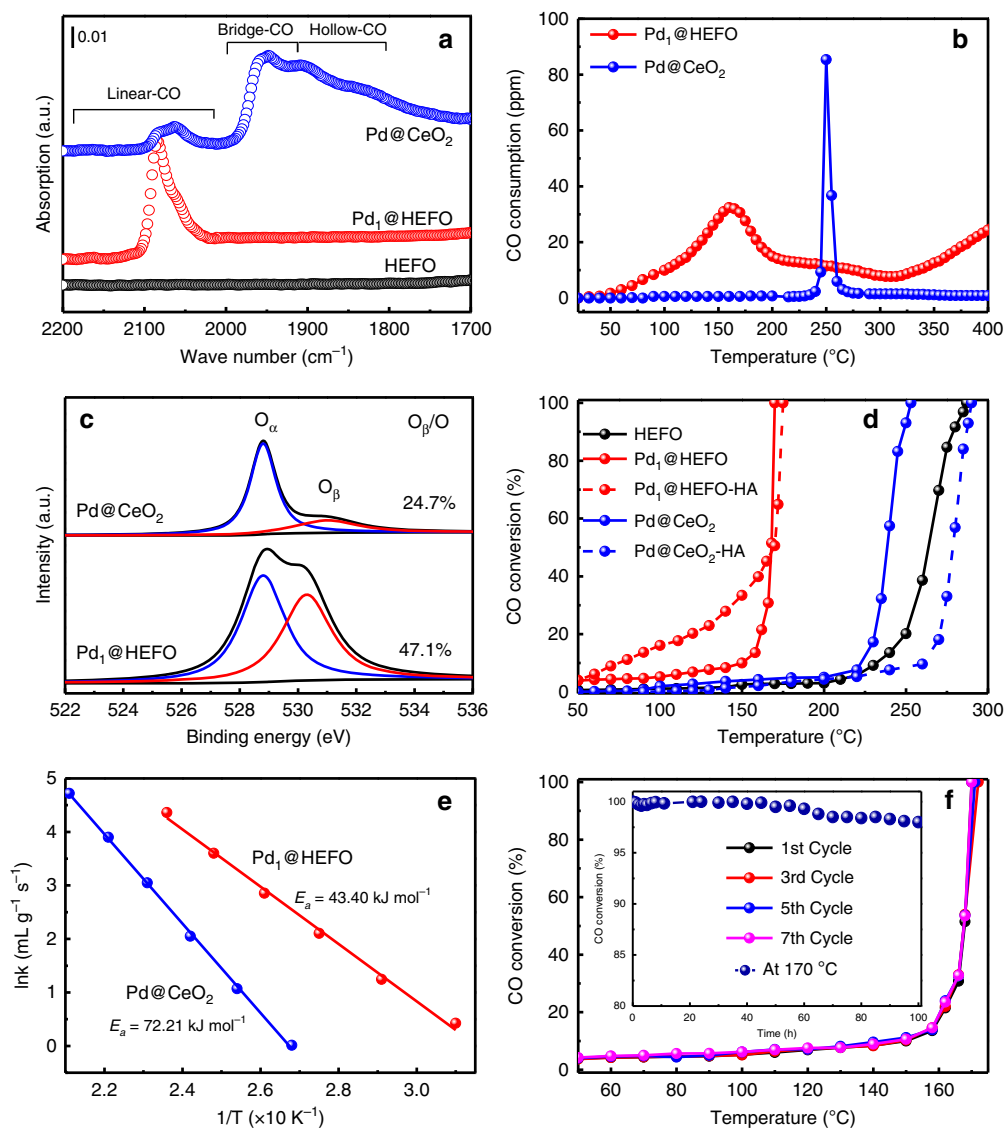 a
0.01
Bridge-CO Hollow-CO
Linear-CO
Pd@CeO₂
Pd₁@HEFO
HEFO
Absorption (a.u.)
2200 2100 2000 1900 1800 1700
Wave number (cm⁻¹)
b
Pd₁@HEFO
Pd@CeO₂
CO consumption (ppm)
100
80
60
40
20
0
50 100 150 200 250 300 350 400
Temperature (°C)
c
Oα Oβ/O
Oβ
Pd@CeO₂ 24.7%
Pd₁@HEFO 47.1%
Intensity (a.u.)
522 524 526 528 530 532 534 536
Binding energy (eV)
d
HEFO
Pd₁@HEFO
Pd₁@HEFO-HA
Pd@CeO₂
Pd@CeO₂-HA
CO conversion (%)
100
80
60
40
20
0
50 100 150 200 250 300
Temperature (°C)
e
Pd₁@HEFO
Eₐ = 43.40 kJ mol⁻¹
Pd@CeO₂
Eₐ = 72.21 kJ mol⁻¹
lnk (mL g⁻¹ s⁻¹)
5
4
3
2
1
0
2.2 2.4 2.6 2.8 3.0
1/T (×10 K⁻¹)
f
CO conversion (%)
100
80
60
40
20
0
60 80 100 120 140 160
Temperature (°C)
CO conversion (%)
100
95
90
85
80
0 20 40 60 80 100
Time (h)
1st Cycle
3rd Cycle
5th Cycle
7th Cycle
At 170 °C